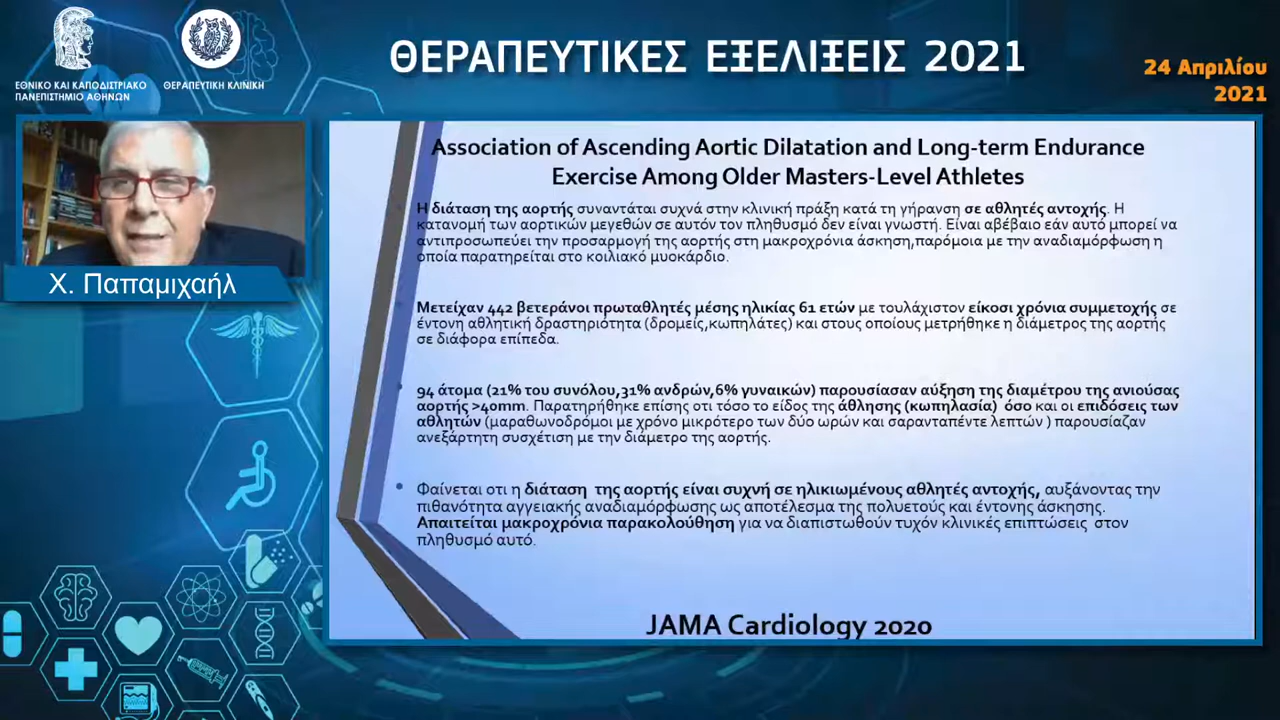 ΘΕΡΑΠΕΥΤΙΚΕΣ ΕΞΕΛΙΞΕΙΣ 2021
24 Απριλίου
2021
ΕΘΝΙΚΟ ΚΑΙ ΚΑΠΟΔΙΣΤΡΙΑΚΟ
ΠΑΝΕΠΙΣΤΗΜΙΟ ΑΘΗΝΩΝ
ΘΕΡΑΠΕΥΤΙΚΗ ΚΛΙΝΙΚΗ
Χ. Παπαμιχαήλ
Association of Ascending Aortic Dilatation and Long-term Endurance
Exercise Among Older Masters-Level Athletes
Η διάταση της αορτής συναντάται συχνά στην κλινική πράξη κατά τη γήρανση σε αθλητές αντοχής. Η
κατανομή των αορτικών μεγεθών σε αυτόν τον πληθυσμό δεν είναι γνωστή. Είναι αβέβαιο εάν αυτό μπορεί να
αντιπροσωπεύει την προσαρμογή της αορτής στη μακροχρόνια άσκηση,παρόμοια με την αναδιαμόρφωση η
οποία παρατηρείται στο κοιλιακό μυοκάρδιο.
Μετείχαν 442 βετεράνοι πρωταθλητές μέσης ηλικίας 61 ετών με τουλάχιστον είκοσι χρόνια συμμετοχής σε
έντονη αθλητική δραστηριότητα (δρομείς,κωπηλάτες) και στους οποίους μετρήθηκε η διάμετρος της αορτής
σε διάφορα επίπεδα.
94 άτομα (21% του συνόλου,31% ανδρών,6% γυναικών) παρουσίασαν αύξηση της διαμέτρου της ανιούσας
αορτής >40mm. Παρατηρήθηκε επίσης οτι τόσο το είδος της άθλησης (κωπηλασία) όσο και οι επιδόσεις των
αθλητών (μαραθωνοδρόμοι με χρόνο μικρότερο των δύο ωρών και σαρανταπέντε λεπτών ) παρουσίαζαν
ανεξάρτητη συσχέτιση με την διάμετρο της αορτής.
• Φαίνεται οτι η διάταση της αορτής είναι συχνή σε ηλικιωμένους αθλητές αντοχής, αυξάνοντας την
πιθανότητα αγγειακής αναδιαμόρφωσης ως αποτέλεσμα της πολυετούς και έντονης άσκησης.
Απαιτείται μακροχρόνια παρακολούθηση για να διαπιστωθούν τυχόν κλινικές επιπτώσεις στον
πληθυσμό αυτό.
JAMA Cardiology 2020